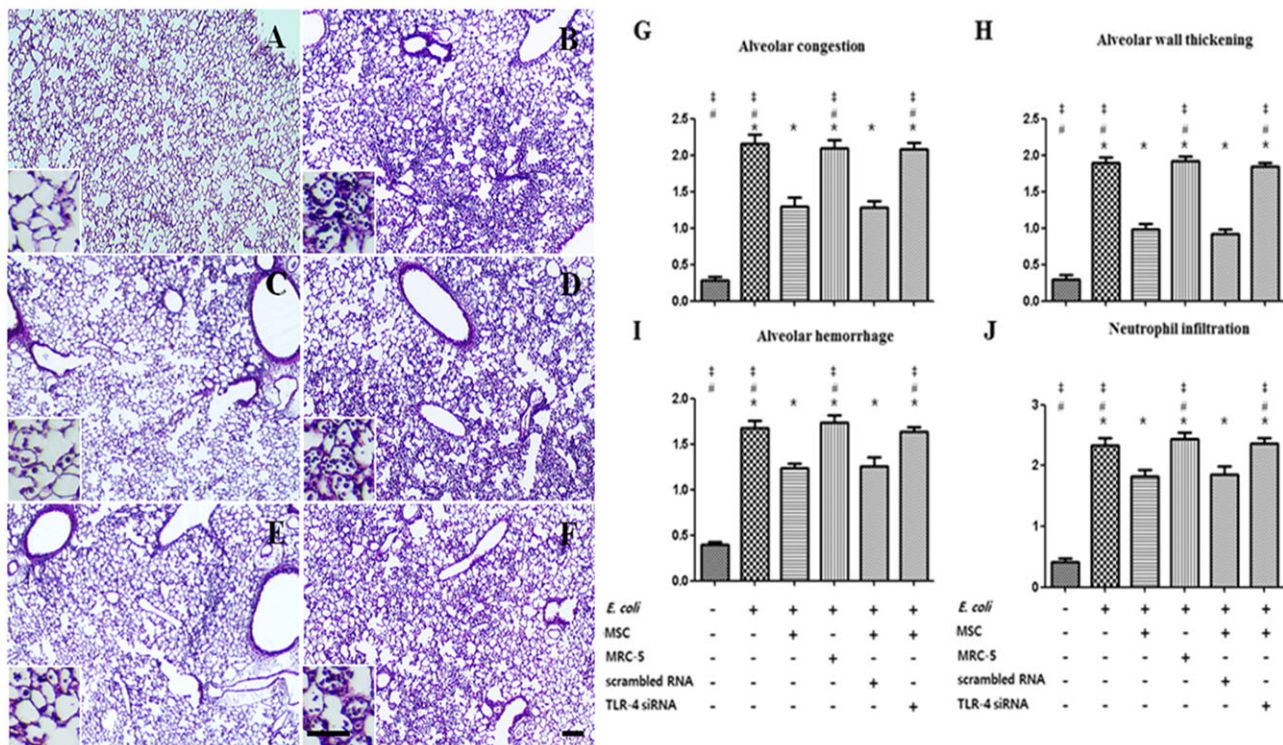 A
B
C
D
E
F
G
Alveolar congestion
‡ ‡ ‡ ‡
# # # #
* * * * *
2.5
2.0
1.5
1.0
0.5
0.0
H
Alveolar wall thickening
‡ ‡ ‡ ‡
# # # #
* * * * *
2.5
2.0
1.5
1.0
0.5
0.0
I
Alveolar hemorrhage
‡ ‡ ‡ ‡
# # # #
* * * * *
2.0
1.5
1.0
0.5
0.0
J
Neutrophil infiltration
‡ ‡ ‡ ‡
# # # #
* * * * *
3
2
1
0
E. coli - + + + + +
MSC - - + - + +
MRC-5 - - - + - -
scrambled RNA - - - - + -
TLR-4 siRNA - - - - - +
E. coli - + + + + +
MSC - - + - + +
MRC-5 - - - + - -
scrambled RNA - - - - + -
TLR-4 siRNA - - - - - +